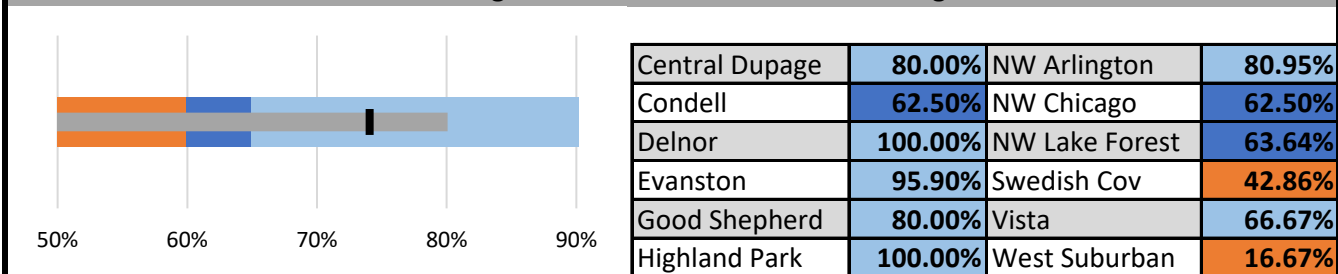 Central Dupage 80.00% NW Arlington 80.95%
Condell 62.50% NW Chicago 62.50%
Delnor 100.00% NW Lake Forest 63.64%
Evanston 95.90% Swedish Cov 42.86%
Good Shepherd 80.00% Vista 66.67%
Highland Park 100.00% West Suburban 16.67%
50% 60% 70% 80% 90%